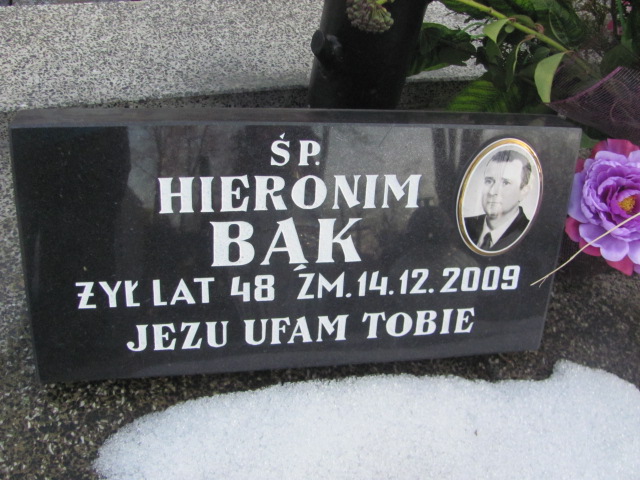 ŚP.
HIERONIM
BĄK
ŻYŁ LAT 48 ZM. 14.12.2009
JEZU UFAM TOBIE